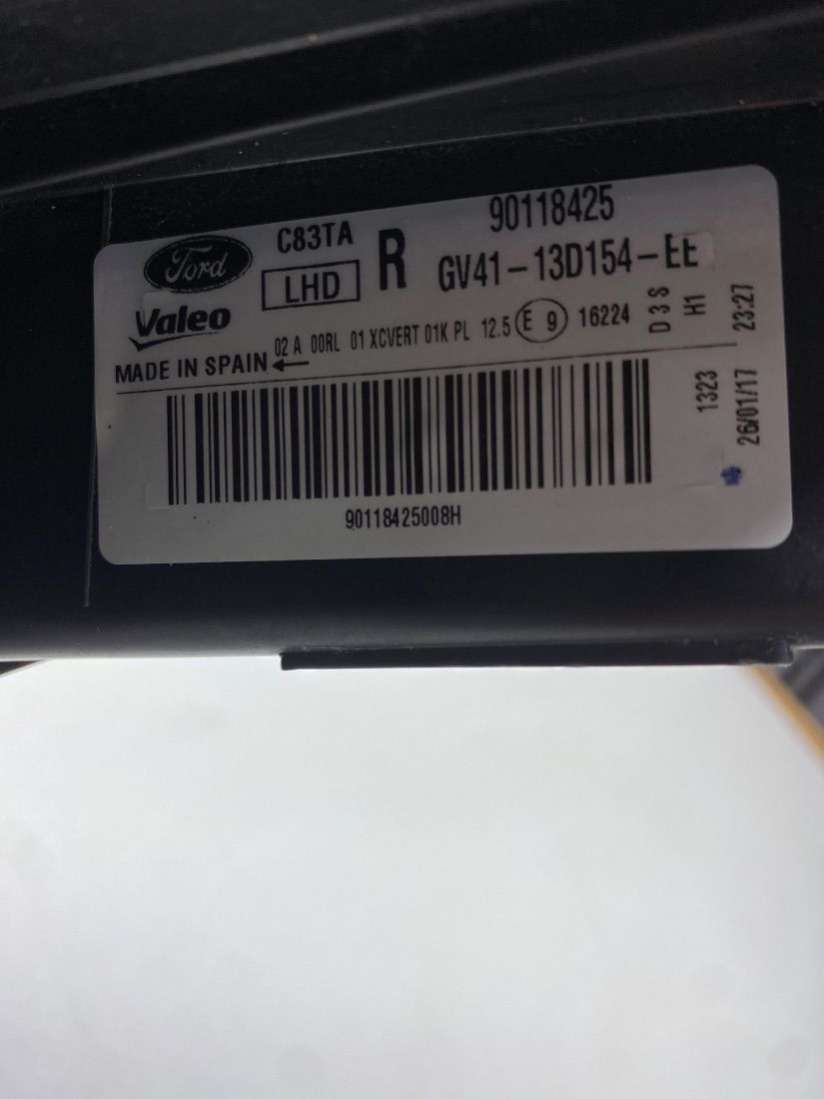 Ford
C83TA
LHD
R
90118425
GV41-13D154-EE
Valeo
MADE IN SPAIN
02 A 00RL 01 XCVERT 01K PL 12.5 E 9 16224
D3S
H1
23:27
1323
26/01/17
90118425008H